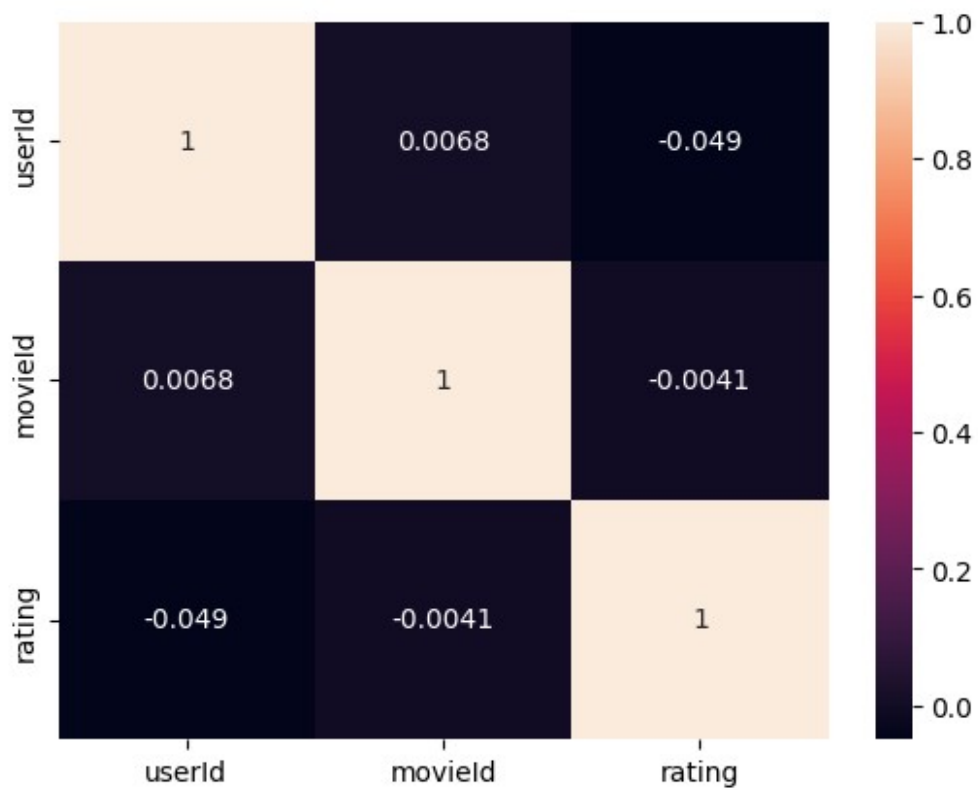 1.0
userId 1 0.0068 -0.049
0.8
0.6
movieId 0.0068 1 -0.0041
0.4
0.2
rating -0.049 -0.0041 1
0.0
userId movieId rating